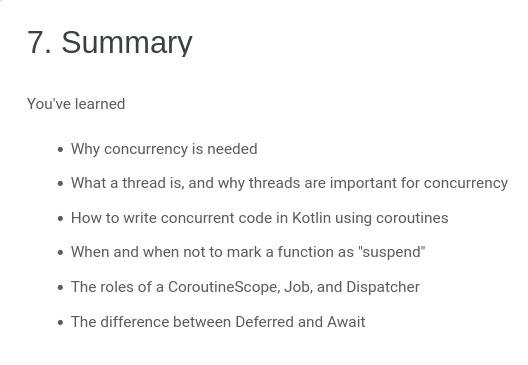 7. Summary
You've learned
• Why concurrency is needed
• What a thread is, and why threads are important for concurrency
• How to write concurrent code in Kotlin using coroutines
• When and when not to mark a function as "suspend"
• The roles of a CoroutineScope, Job, and Dispatcher
• The difference between Deferred and Await